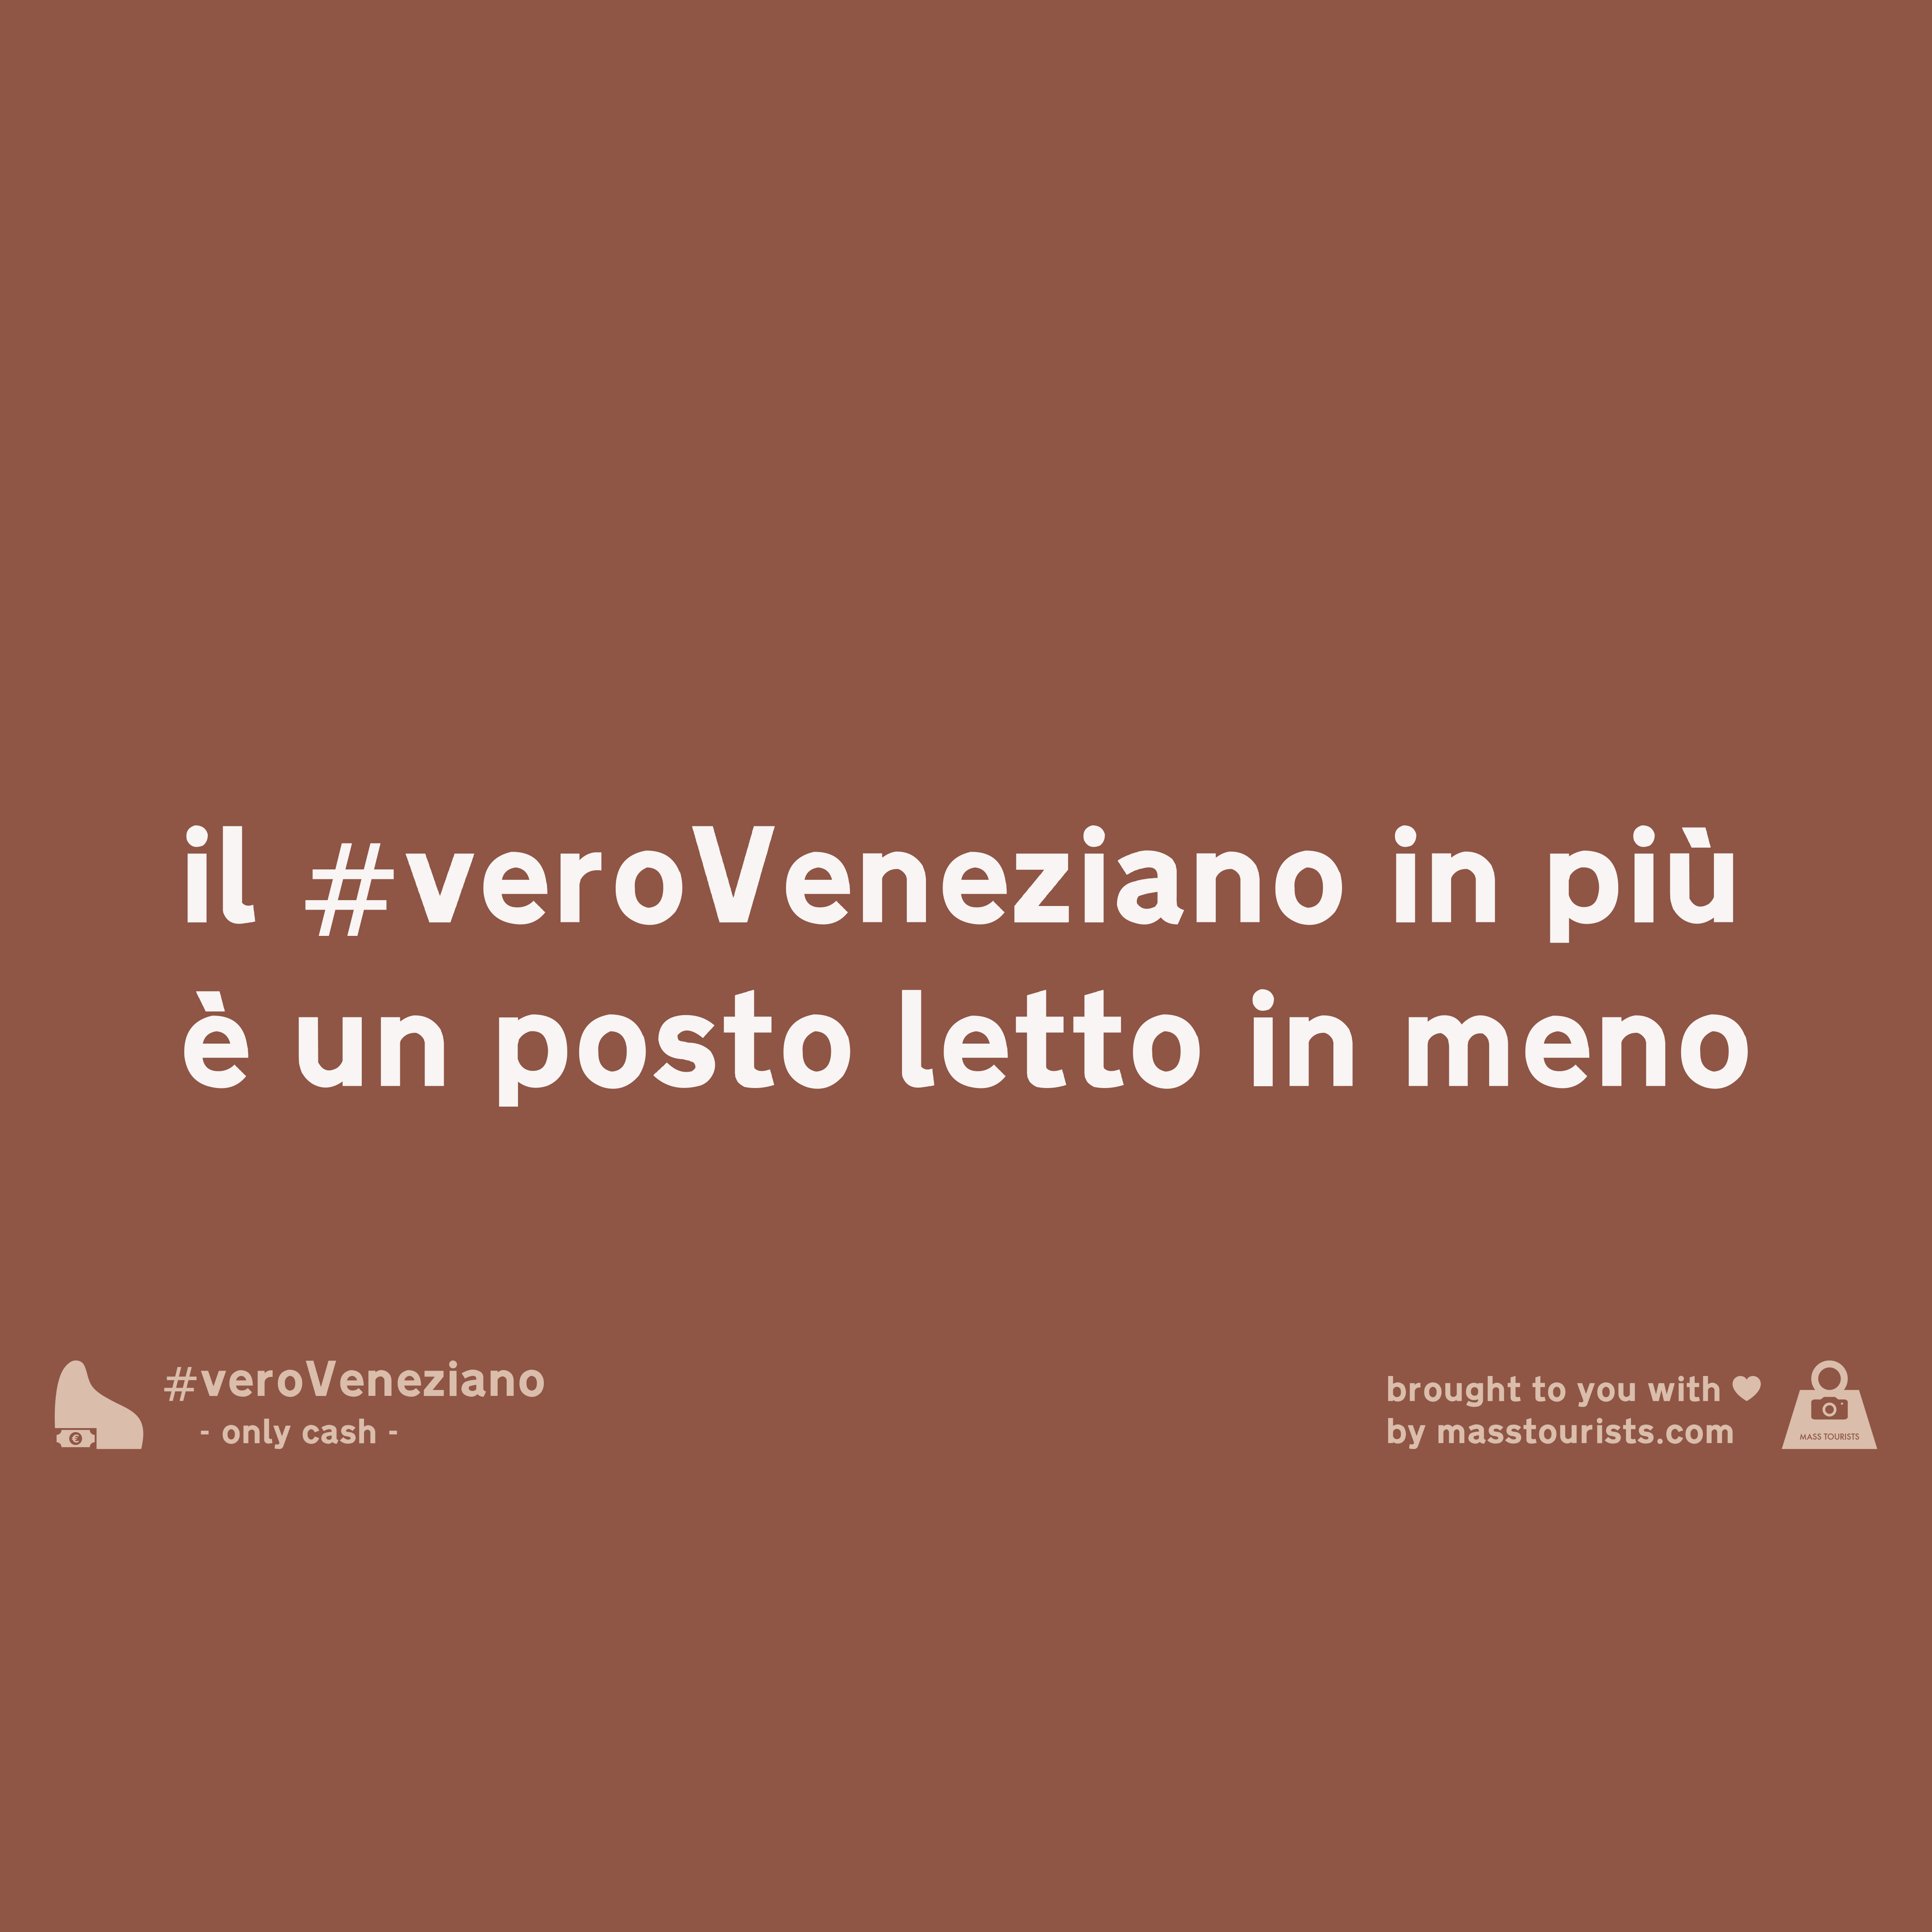 il #veroVeneziano in più
è un posto letto in meno
#veroVeneziano
- only cash -
brought to you with ♥
by masstourists.com
MASS TOURISTS
€